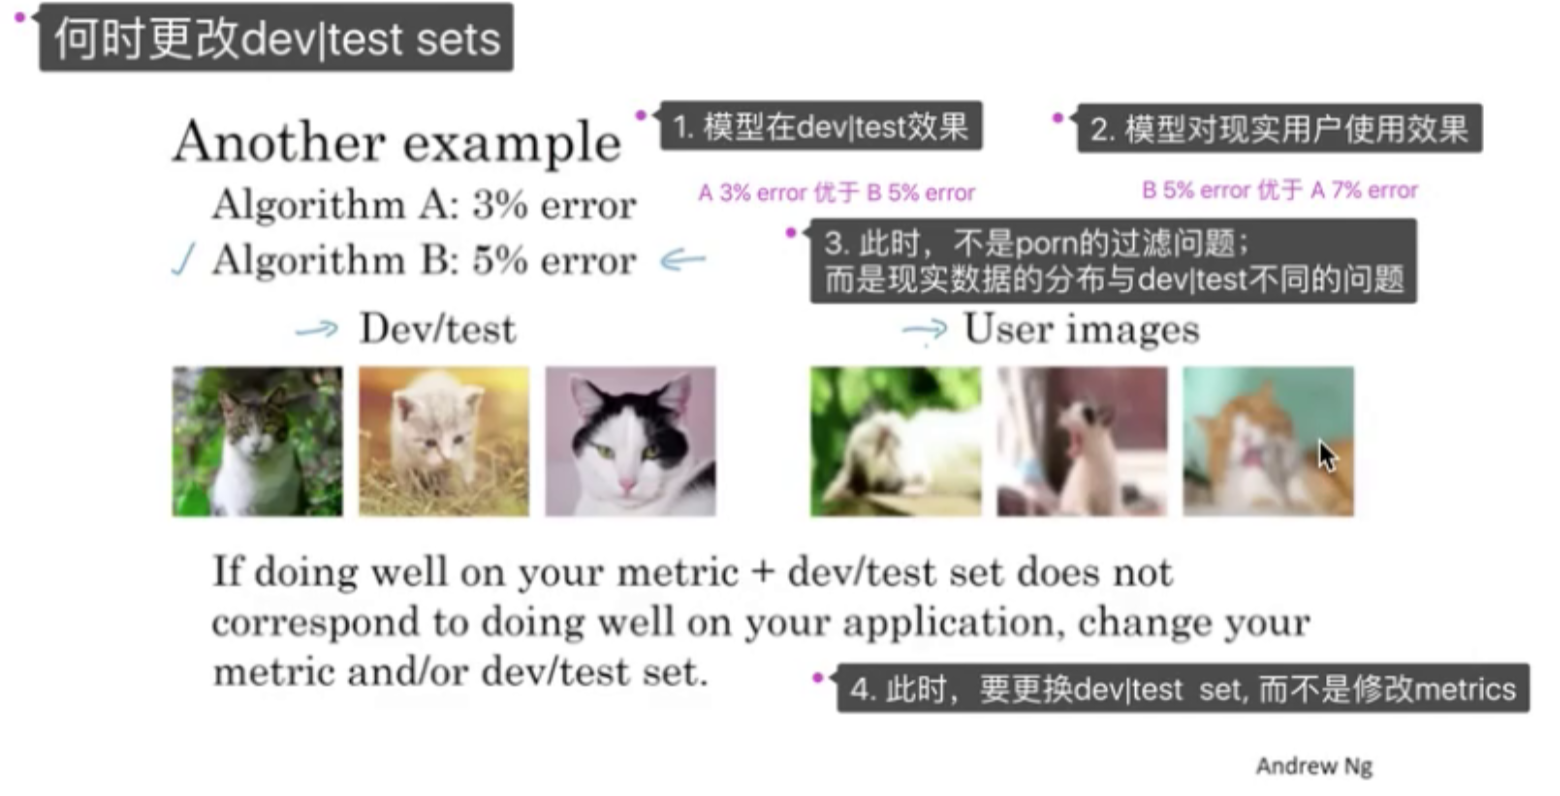 何时更改dev|test sets
Another example
1. 模型在dev|test效果
2. 模型对现实用户使用效果
Algorithm A: 3% error
A 3% error 优于 B 5% error
B 5% error 优于 A 7% error
Algorithm B: 5% error
3. 此时，不是porn的过滤问题；
而是现实数据的分布与dev|test不同的问题
Dev/test
User images
If doing well on your metric + dev/test set does not
correspond to doing well on your application, change your
metric and/or dev/test set.
4. 此时，要更换dev|test set, 而不是修改metrics
Andrew Ng